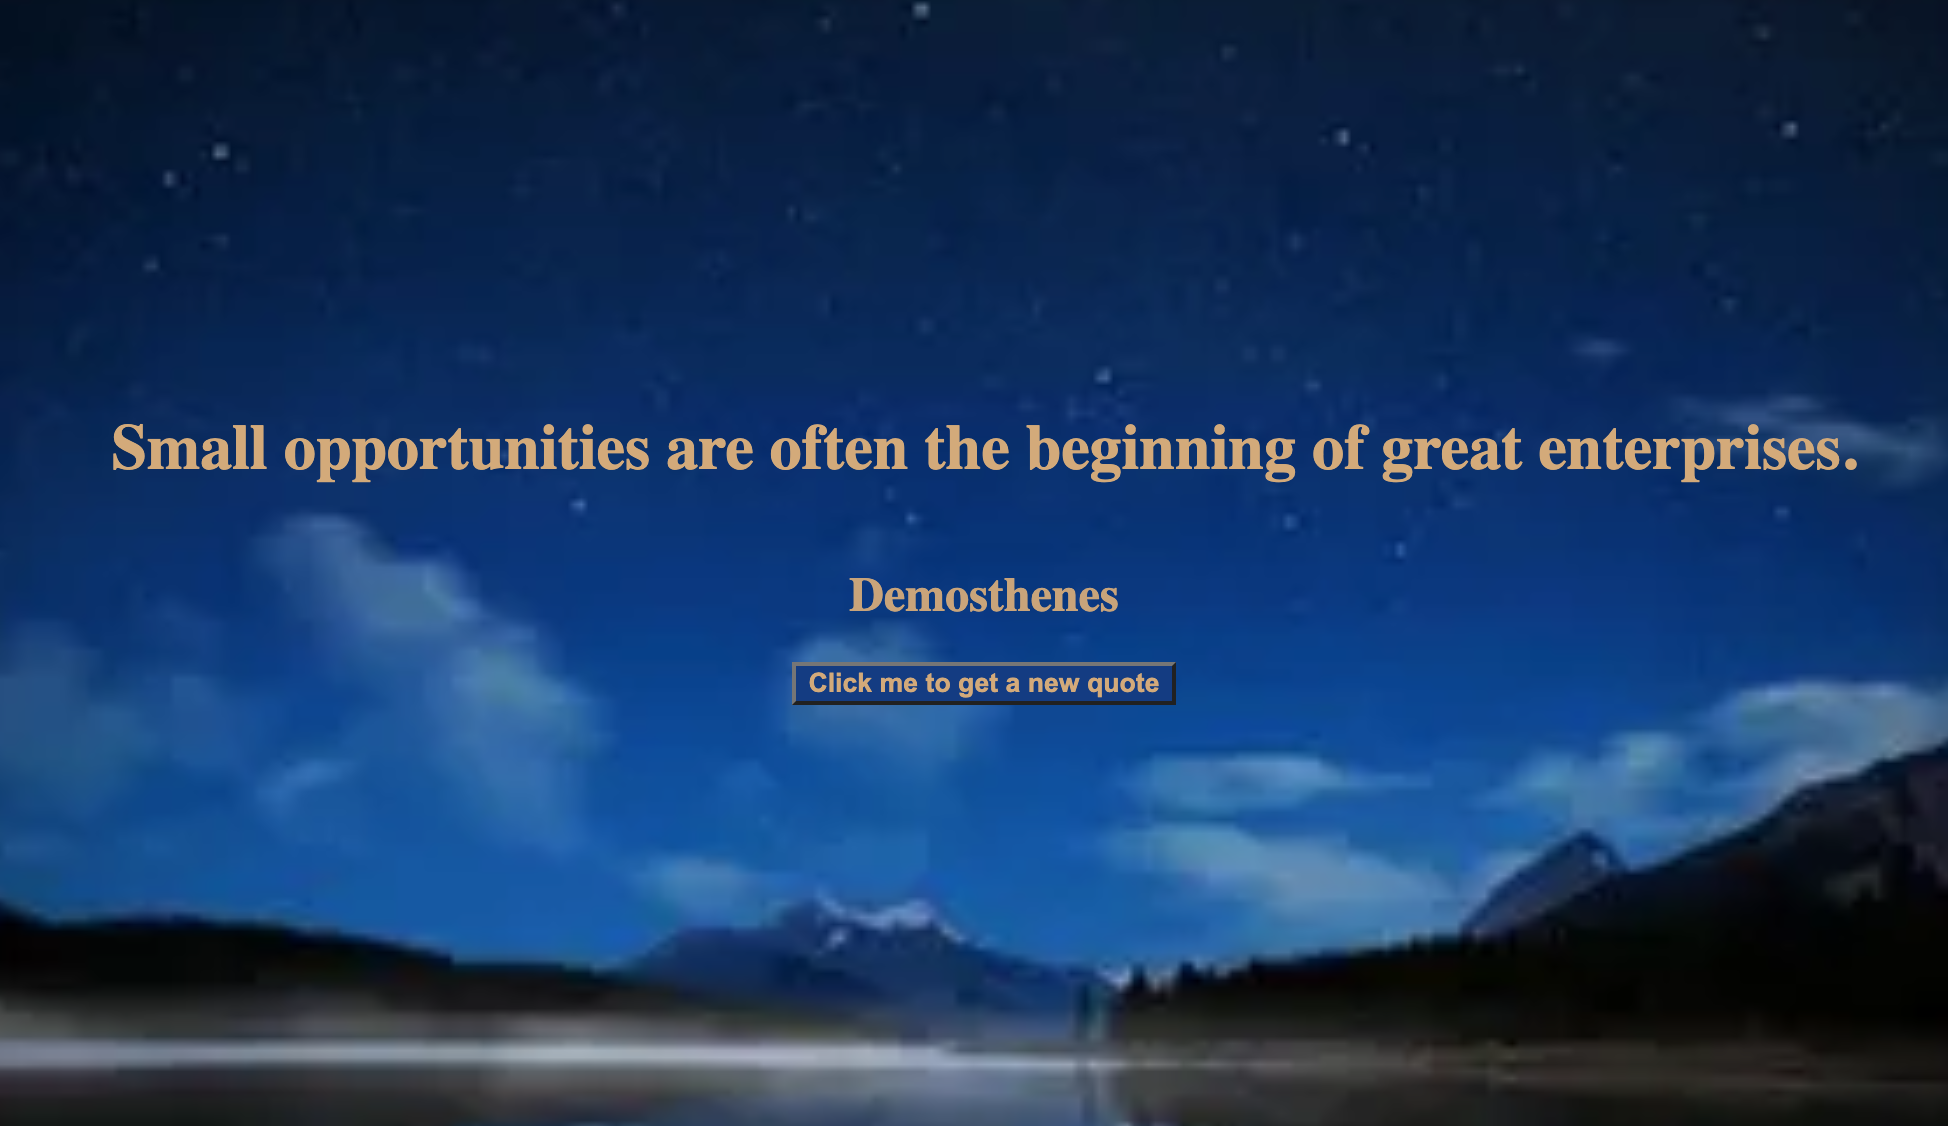 Small opportunities are often the beginning of great enterprises.
Demosthenes
Click me to get a new quote